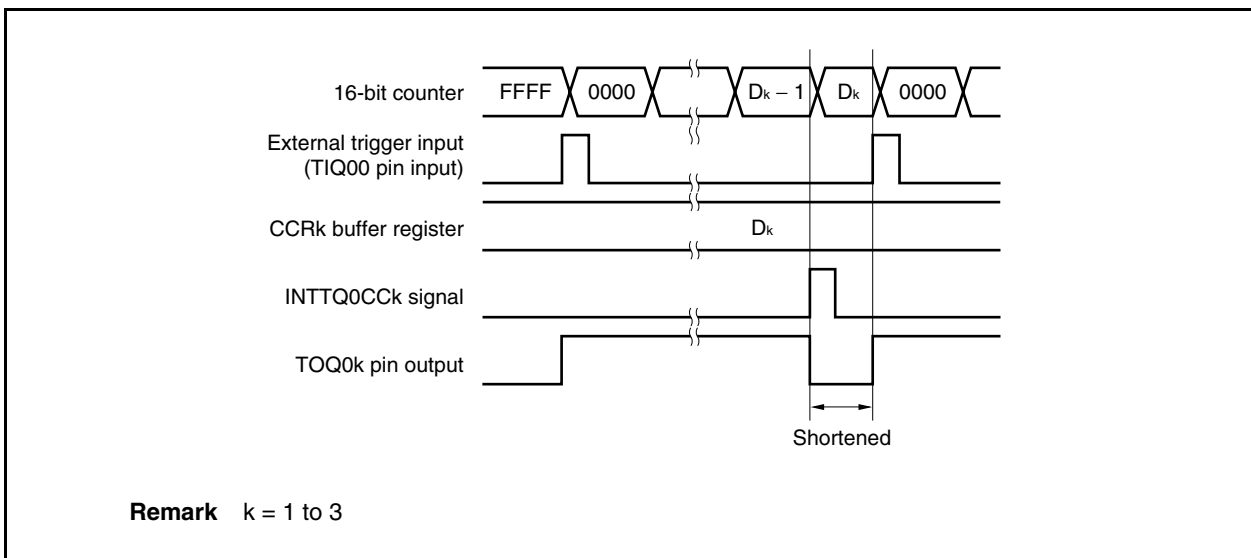 16-bit counter FFFF 0000 Dk − 1 Dk 0000
External trigger input
(TIQ00 pin input)
CCRk buffer register Dk
INTTQ0CCk signal
TOQ0k pin output
Shortened
Remark k = 1 to 3